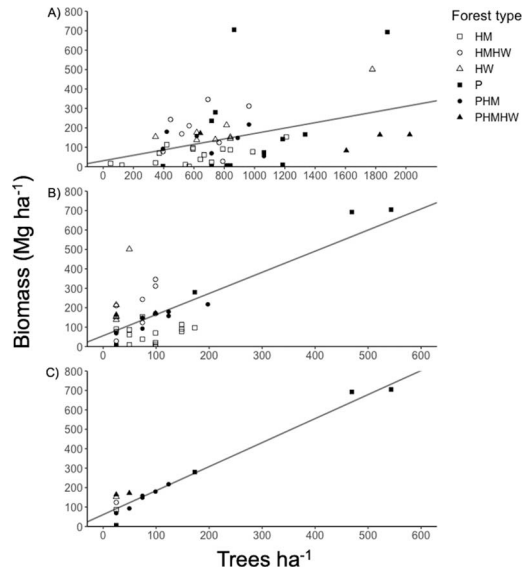 A)
Forest type
HM
HMHW
HW
P
PHM
PHMHW
800
700
600
500
400
300
200
100
0
0 200 400 600 800 1000 1200 1400 1600 1800 2000
B)
800
700
600
500
400
300
200
100
0
0 100 200 300 400 500 600
C)
800
700
600
500
400
300
200
100
0
0 100 200 300 400 500 600
Biomass (Mg ha⁻¹)
Trees ha⁻¹